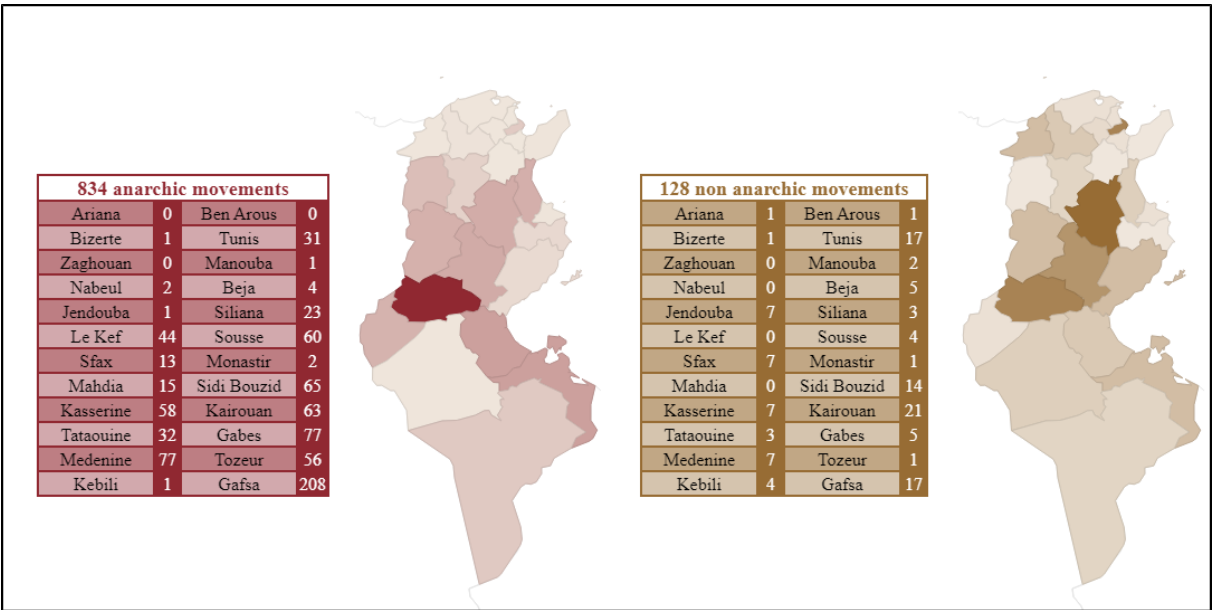 834 anarchic movements
Ariana 0 Ben Arous 0
Bizerte 1 Tunis 31
Zaghouan 0 Manouba 1
Nabeul 2 Beja 4
Jendouba 1 Siliana 23
Le Kef 44 Sousse 60
Sfax 13 Monastir 2
Mahdia 15 Sidi Bouzid 65
Kasserine 58 Kairouan 63
Tataouine 32 Gabes 77
Medenine 77 Tozeur 56
Kebili 1 Gafsa 208
128 non anarchic movements
Ariana 1 Ben Arous 1
Bizerte 1 Tunis 17
Zaghouan 0 Manouba 2
Nabeul 0 Beja 5
Jendouba 7 Siliana 3
Le Kef 0 Sousse 4
Sfax 7 Monastir 1
Mahdia 0 Sidi Bouzid 14
Kasserine 7 Kairouan 21
Tataouine 3 Gabes 5
Medenine 7 Tozeur 1
Kebili 4 Gafsa 17